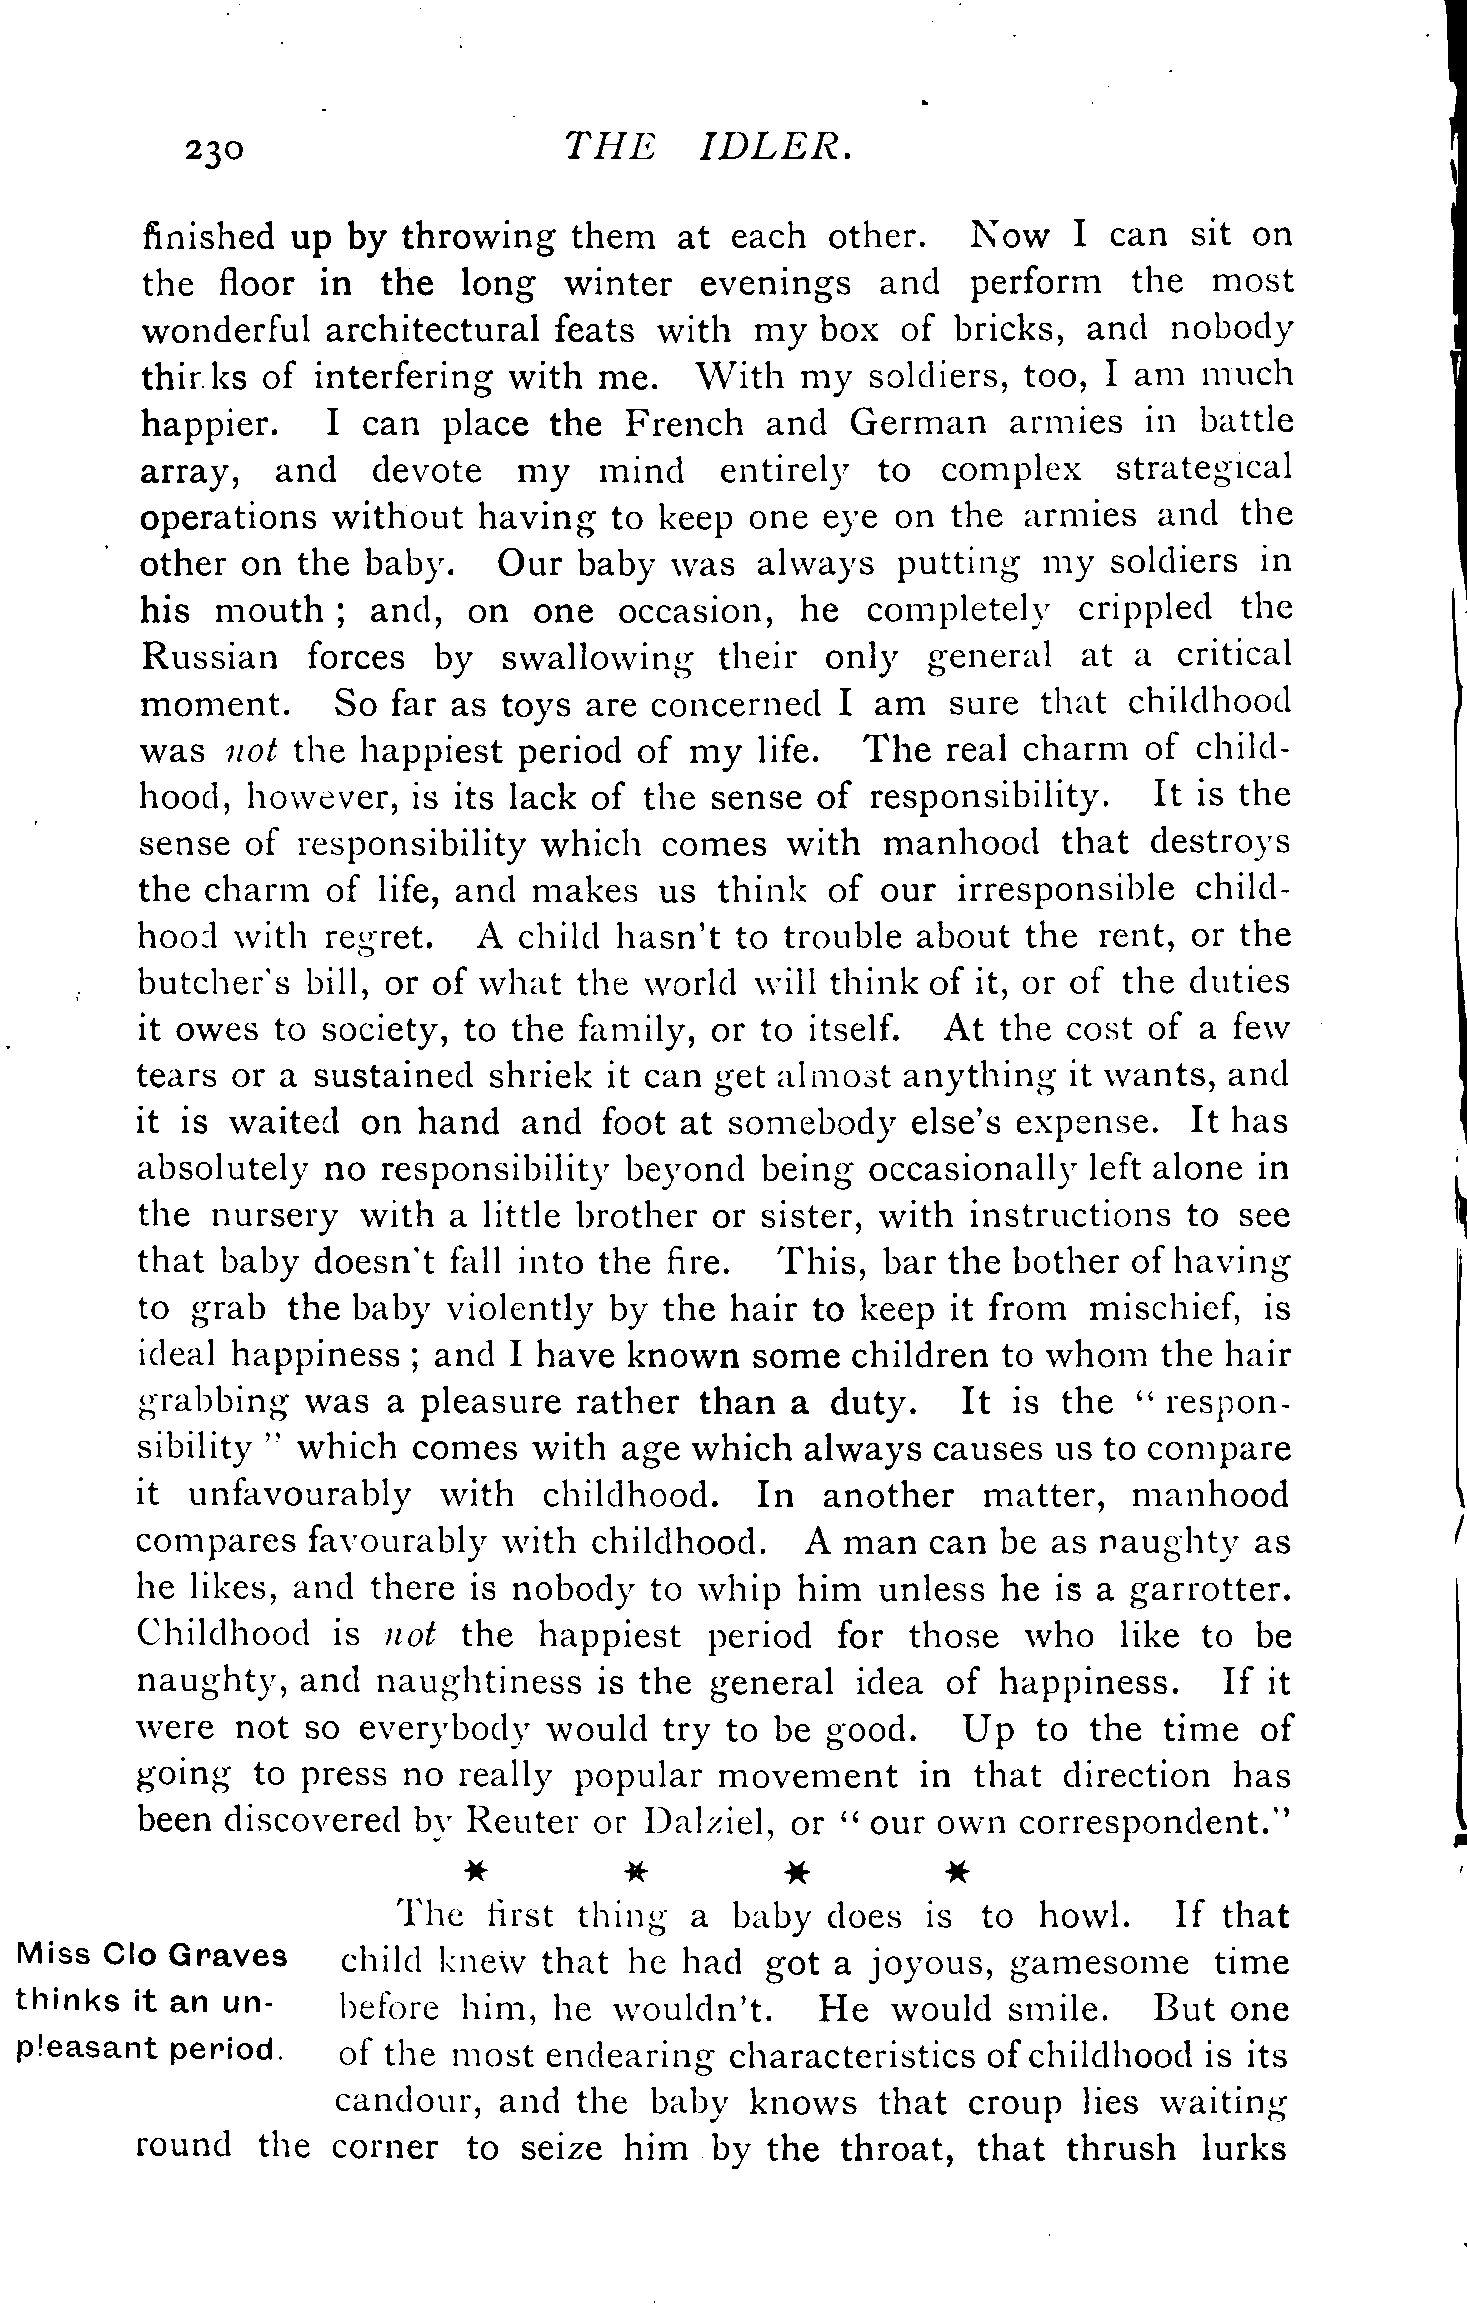 230 THE IDLER.
finished up by throwing them at each other. Now I can sit on
the floor in the long winter evenings and perform the most
wonderful architectural feats with my box of bricks, and nobody
thinks of interfering with me. With my soldiers, too, I am much
happier. I can place the French and German armies in battle
array, and devote my mind entirely to complex strategical
operations without having to keep one eye on the armies and the
other on the baby. Our baby was always putting my soldiers in
his mouth ; and, on one occasion, he completely crippled the
Russian forces by swallowing their only general at a critical
moment. So far as toys are concerned I am sure that childhood
was not the happiest period of my life. The real charm of child-
hood, however, is its lack of the sense of responsibility. It is the
sense of responsibility which comes with manhood that destroys
the charm of life, and makes us think of our irresponsible child-
hood with regret. A child hasn't to trouble about the rent, or the
butcher's bill, or of what the world will think of it, or of the duties
it owes to society, to the family, or to itself. At the cost of a few
tears or a sustained shriek it can get almost anything it wants, and
it is waited on hand and foot at somebody else's expense. It has
absolutely no responsibility beyond being occasionally left alone in
the nursery with a little brother or sister, with instructions to see
that baby doesn't fall into the fire. This, bar the bother of having
to grab the baby violently by the hair to keep it from mischief, is
ideal happiness ; and I have known some children to whom the hair
grabbing was a pleasure rather than a duty. It is the " respon-
sibility " which comes with age which always causes us to compare
it unfavourably with childhood. In another matter, manhood
compares favourably with childhood. A man can be as naughty as
he likes, and there is nobody to whip him unless he is a garrotter.
Childhood is not the happiest period for those who like to be
naughty, and naughtiness is the general idea of happiness. If it
were not so everybody would try to be good. Up to the time of
going to press no really popular movement in that direction has
been discovered by Reuter or Dalziel, or " our own correspondent."
* * * *
Miss Clo Graves
thinks it an un-
pleasant period.
The first thing a baby does is to howl. If that
child knew that he had got a joyous, gamesome time
before him, he wouldn't. He would smile. But one
of the most endearing characteristics of childhood is its
candour, and the baby knows that croup lies waiting
round the corner to seize him by the throat, that thrush lurks